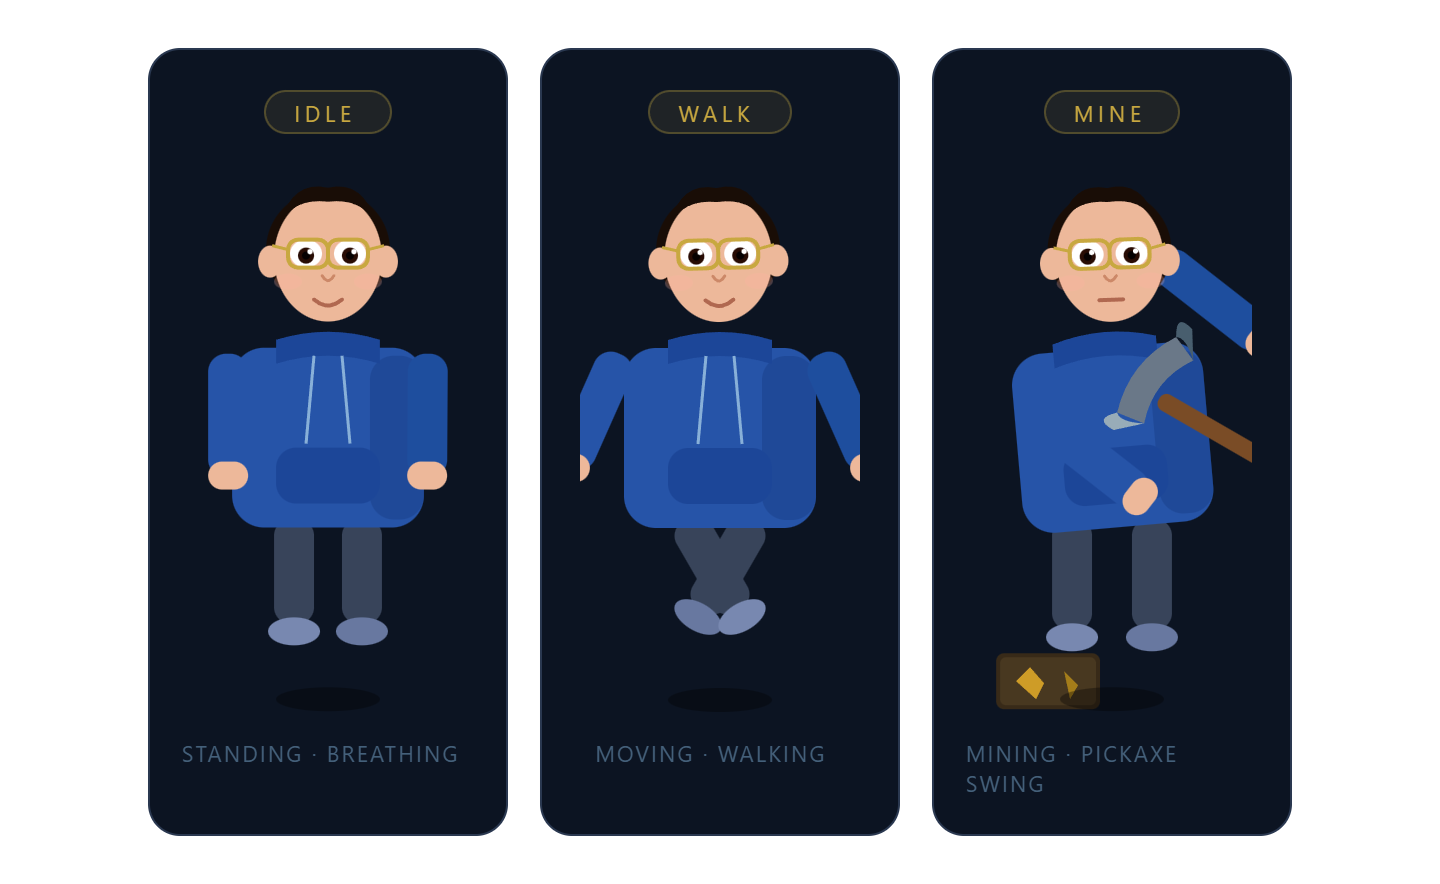 IDLE
WALK
MINE
STANDING · BREATHING
MOVING · WALKING
MINING · PICKAXE
SWING